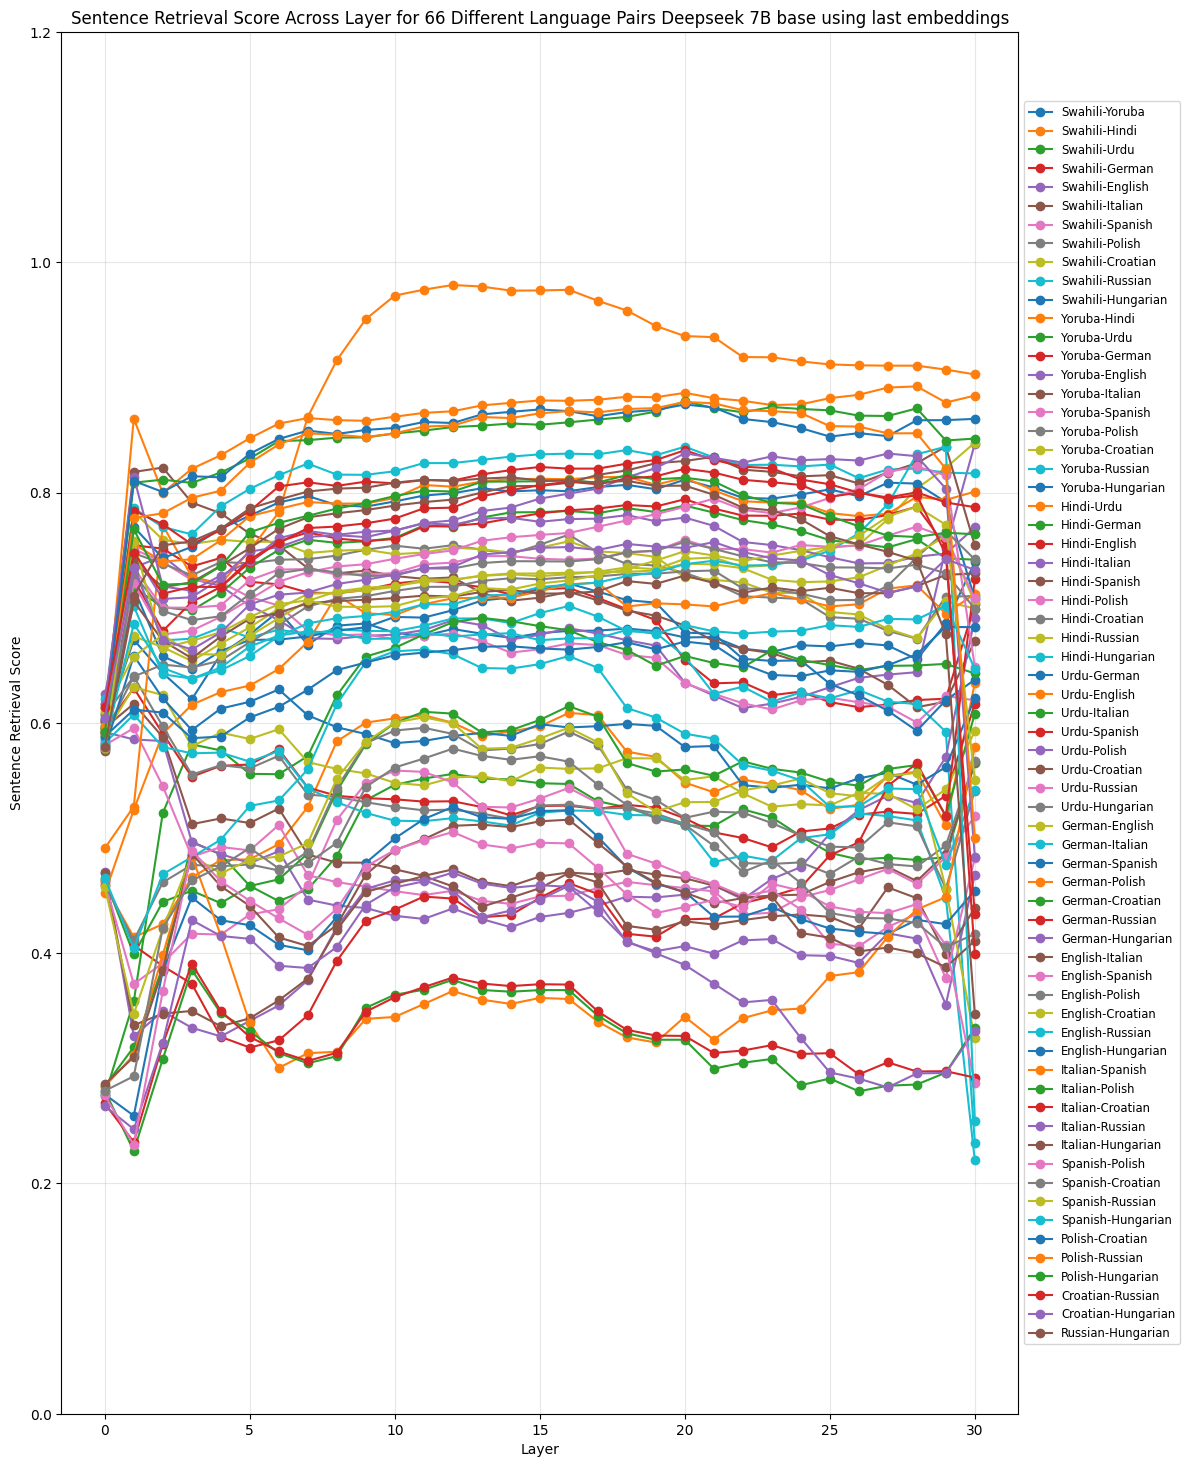 Sentence Retrieval Score Across Layer for 66 Different Language Pairs Deepseek 7B base using last embeddings
1.2
1.0
0.8
0.6
0.4
0.2
0.0
Sentence Retrieval Score
0 5 10 15 20 25 30
Layer
Swahili-Yoruba
Swahili-Hindi
Swahili-Urdu
Swahili-German
Swahili-English
Swahili-Italian
Swahili-Spanish
Swahili-Polish
Swahili-Croatian
Swahili-Russian
Swahili-Hungarian
Yoruba-Hindi
Yoruba-Urdu
Yoruba-German
Yoruba-English
Yoruba-Italian
Yoruba-Spanish
Yoruba-Polish
Yoruba-Croatian
Yoruba-Russian
Yoruba-Hungarian
Hindi-Urdu
Hindi-German
Hindi-English
Hindi-Italian
Hindi-Spanish
Hindi-Polish
Hindi-Croatian
Hindi-Russian
Hindi-Hungarian
Urdu-German
Urdu-English
Urdu-Italian
Urdu-Spanish
Urdu-Polish
Urdu-Croatian
Urdu-Russian
Urdu-Hungarian
German-English
German-Italian
German-Spanish
German-Polish
German-Croatian
German-Russian
German-Hungarian
English-Italian
English-Spanish
English-Polish
English-Croatian
English-Russian
English-Hungarian
Italian-Spanish
Italian-Polish
Italian-Croatian
Italian-Russian
Italian-Hungarian
Spanish-Polish
Spanish-Croatian
Spanish-Russian
Spanish-Hungarian
Polish-Croatian
Polish-Russian
Polish-Hungarian
Croatian-Russian
Croatian-Hungarian
Russian-Hungarian